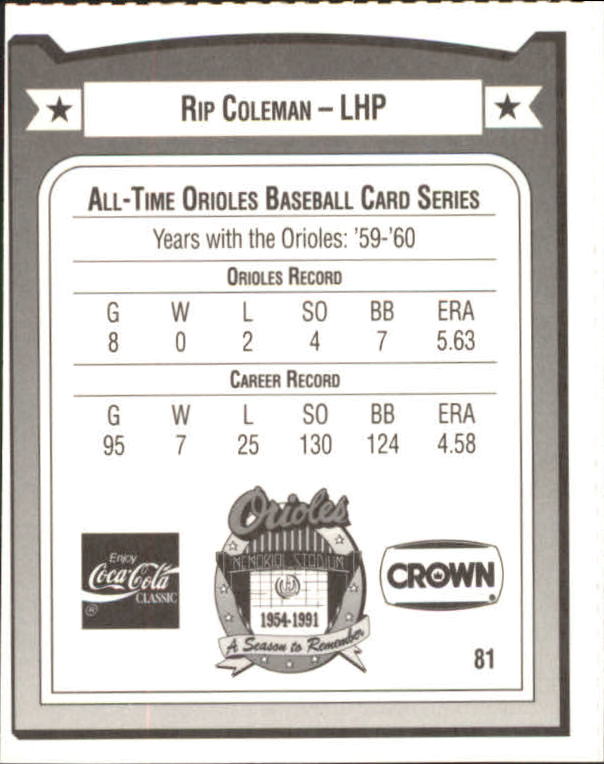 RIP COLEMAN – LHP
ALL-TIME ORIOLES BASEBALL CARD SERIES
Years with the Orioles: '59-'60
ORIOLES RECORD
G W L SO BB ERA
8 0 2 4 7 5.63
CAREER RECORD
G W L SO BB ERA
95 7 25 130 124 4.58
Orioles
MEMORIAL STADIUM
1954-1991
A Season to Remember
Enjoy
Coca-Cola
CLASSIC
®
CROWN
81